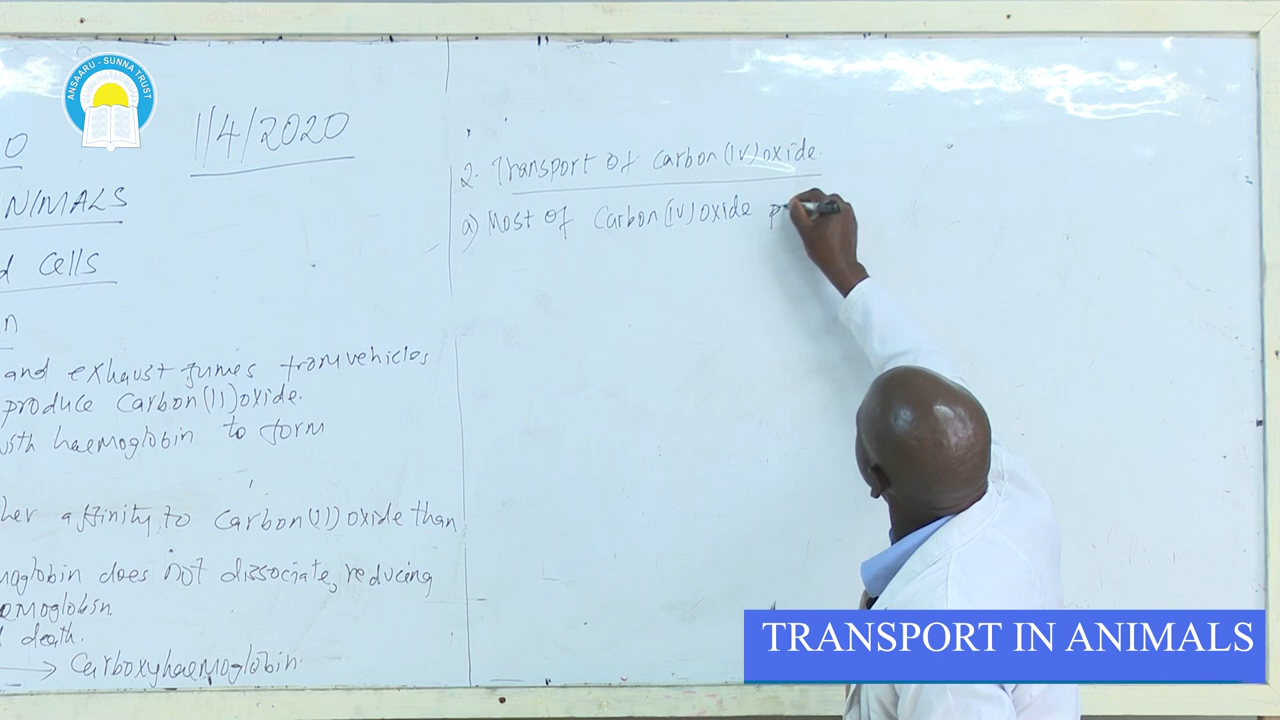 ANSAARU - SUNNA TRUST
1/4/2020
NIMALS
d cells
n
and exhaust fumes from vehicles
produce carbon(II)oxide.
with haemoglobin to form
her affinity to carbon(II)oxide than
moglobin does not dissociate, reducing
emoglobin
death.
→ Carboxyhaemoglobin.
2. Transport of carbon(IV)oxide.
a) Most of carbon(IV)oxide p
TRANSPORT IN ANIMALS